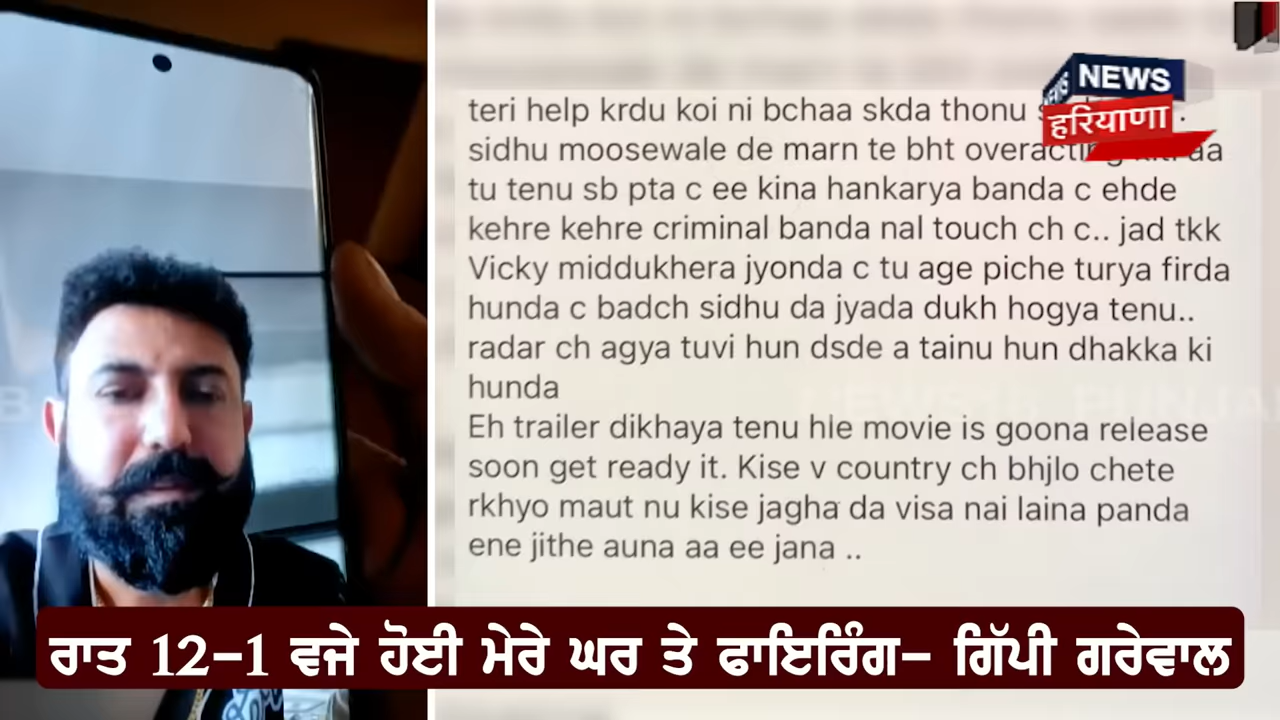 NEWS
NEWS
हरियाणा
teri help krdu koi ni bchaa skda thonu
sidhu moosewale de marn te bht overacting kiti aa
tu tenu sb pta c ee kina hankarya banda c ehde
kehre kehre criminal banda nal touch ch c.. jad tkk
Vicky middukhera jyonda c tu age piche turya firda
hunda c badch sidhu da jyada dukh hogya tenu..
radar ch agya tuvi hun dsde a tainu hun dhakka ki
hunda
Eh trailer dikhaya tenu hle movie is goona release
soon get ready it. Kise v country ch bhjlo chete
rkhyo maut nu kise jagha da visa nai laina panda
ene jithe auna aa ee jana ..
ਰਾਤ 12-1 ਵਜੇ ਹੋਈ ਮੇਰੇ ਘਰ ਤੇ ਫਾਇਰਿੰਗ- ਗਿੱਪੀ ਗਰੇਵਾਲ